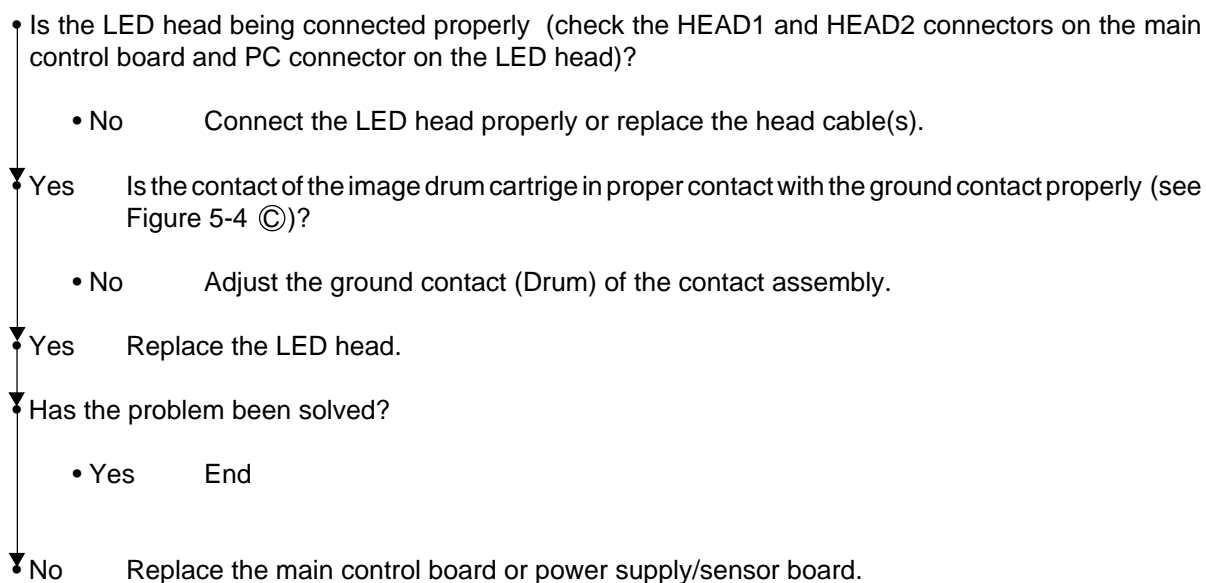 • Is the LED head being connected properly (check the HEAD1 and HEAD2 connectors on the main
control board and PC connector on the LED head)?
• No Connect the LED head properly or replace the head cable(s).
• Yes Is the contact of the image drum cartrige in proper contact with the ground contact properly (see
Figure 5-4 Ⓒ)?
• No Adjust the ground contact (Drum) of the contact assembly.
• Yes Replace the LED head.
• Has the problem been solved?
• Yes End
• No Replace the main control board or power supply/sensor board.